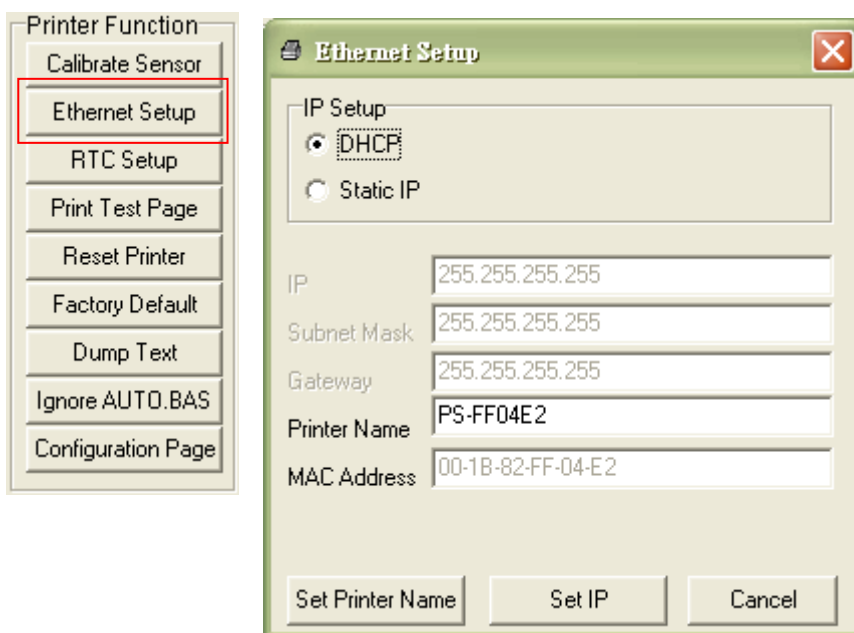 Printer Function
Calibrate Sensor
Ethernet Setup
RTC Setup
Print Test Page
Reset Printer
Factory Default
Dump Text
Ignore AUTO.BAS
Configuration Page
Ethernet Setup
IP Setup
DHCP
Static IP
IP 255.255.255.255
Subnet Mask 255.255.255.255
Gateway 255.255.255.255
Printer Name PS-FF04E2
MAC Address 00-1B-82-FF-04-E2
Set Printer Name Set IP Cancel